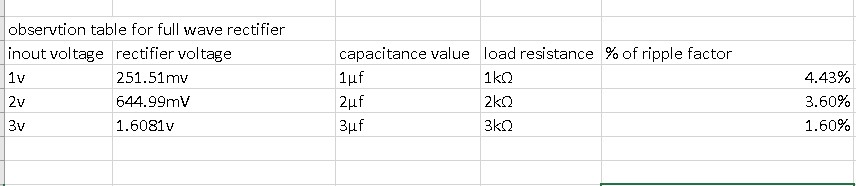 observtion table for full wave rectifier
inout voltage rectifier voltage capacitance value load resistance % of ripple factor
1v 251.51mv 1μf 1kΩ 4.43%
2v 644.99mV 2μf 2kΩ 3.60%
3v 1.6081v 3μf 3kΩ 1.60%